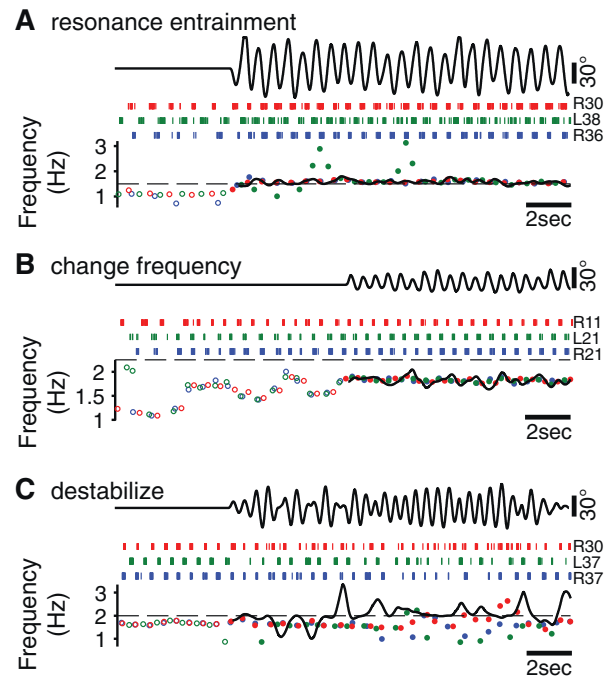 A resonance entrainment
30°
R30
L38
R36
3
2
1
Frequency
(Hz)
2sec
B change frequency
30°
R11
L21
R21
2
1.5
1
Frequency
(Hz)
2sec
C destabilize
30°
R30
L37
R37
3
2
1
Frequency
(Hz)
2sec